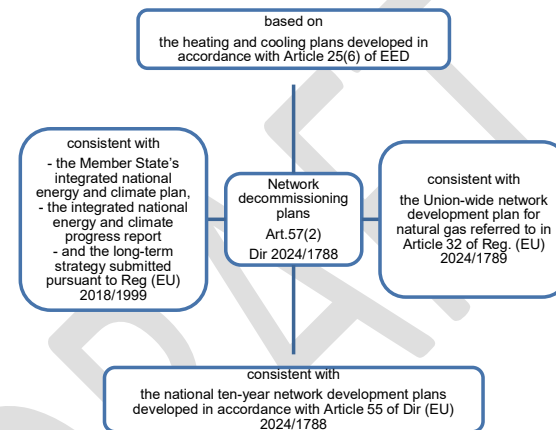 based on
the heating and cooling plans developed in
accordance with Article 25(6) of EED
consistent with
- the Member State's
integrated national
energy and climate plan,
- the integrated national
energy and climate
progress report
- and the long-term
strategy submitted
pursuant to Reg (EU)
2018/1999
Network
decommissioning
plans
Art.57(2)
Dir 2024/1788
consistent with
the Union-wide network
development plan for
natural gas referred to in
Article 32 of Reg. (EU)
2024/1789
consistent with
the national ten-year network development plans
developed in accordance with Article 55 of Dir (EU)
2024/1788